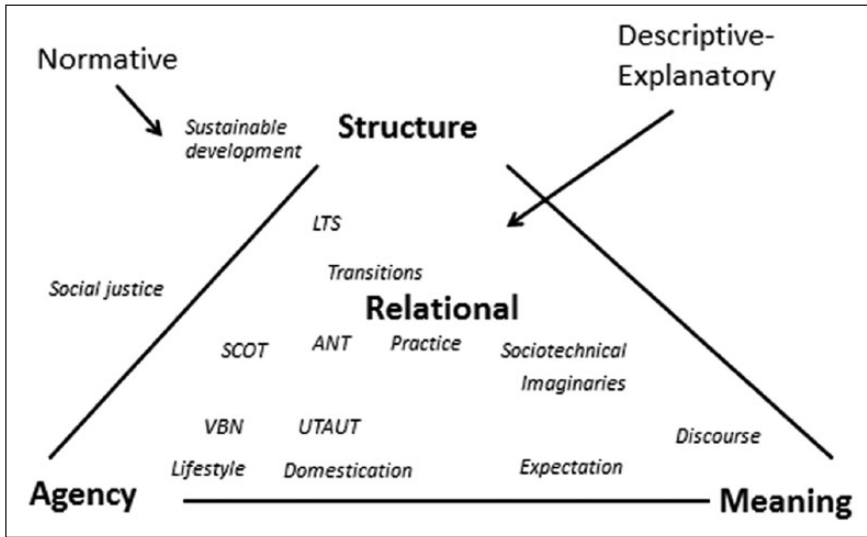 Normative
Descriptive-
Explanatory
Sustainable
development
Structure
LTS
Social justice
Transitions
Relational
SCOT
ANT
Practice
Sociotechnical
Imaginaries
VBN
UTAUT
Discourse
Lifestyle
Domestication
Expectation
Agency
Meaning